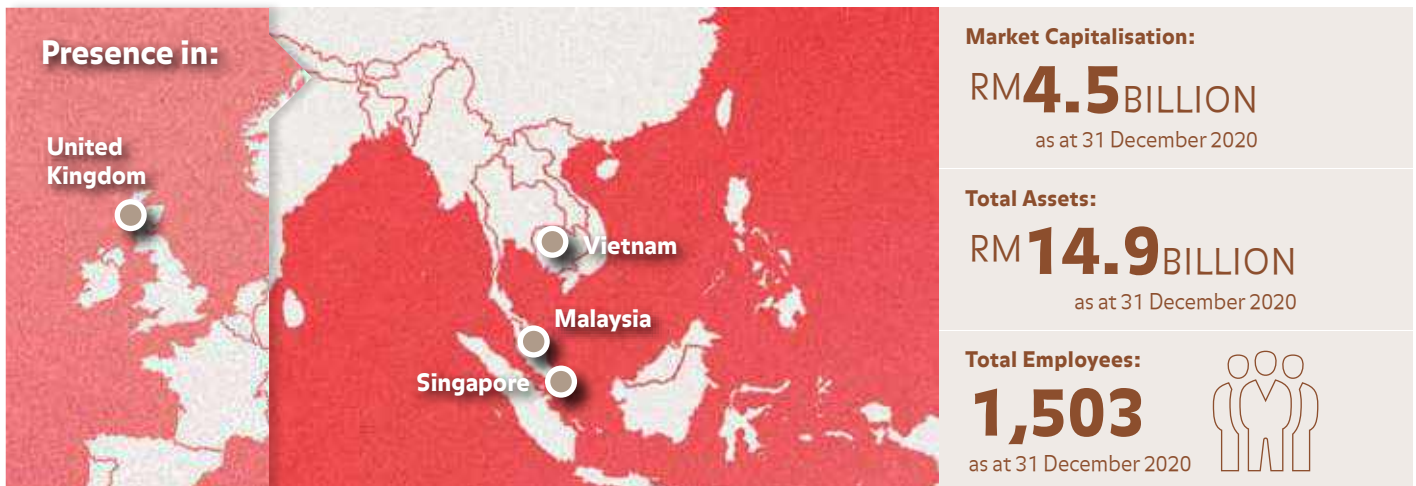 Presence in:
United
Kingdom
Vietnam
Malaysia
Singapore
Market Capitalisation:
RM4.5BILLION
as at 31 December 2020
Total Assets:
RM14.9BILLION
as at 31 December 2020
Total Employees:
1,503
as at 31 December 2020